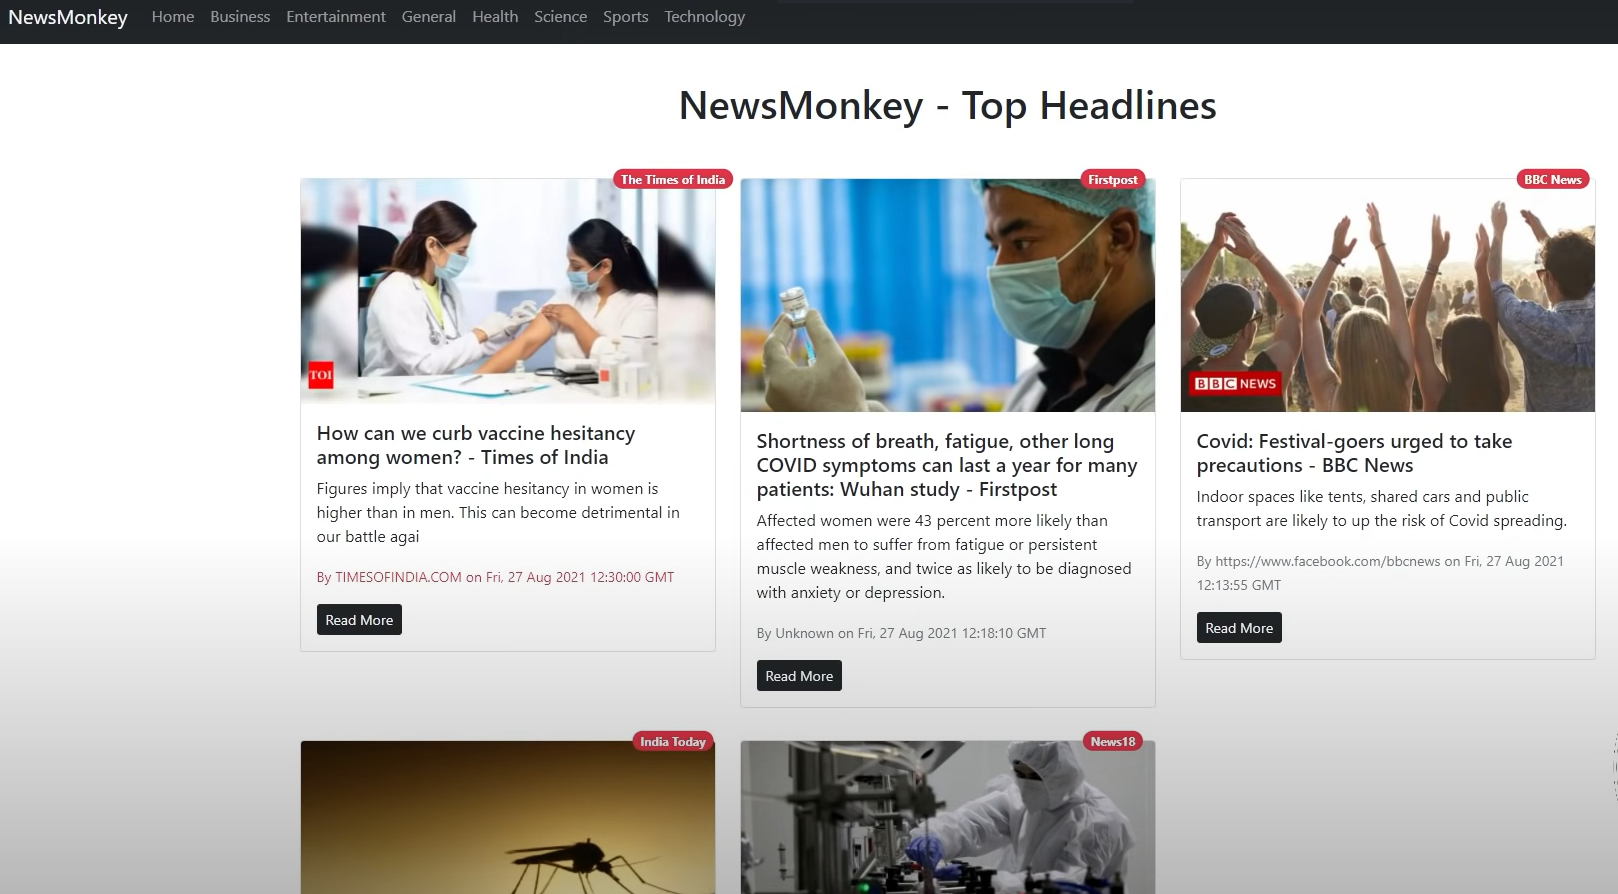 NewsMonkey Home Business Entertainment General Health Science Sports Technology
NewsMonkey - Top Headlines
The Times of India
TOI
How can we curb vaccine hesitancy
among women? - Times of India
Figures imply that vaccine hesitancy in women is
higher than in men. This can become detrimental in
our battle agai
By TIMESOFINDIA.COM on Fri, 27 Aug 2021 12:30:00 GMT
Read More
Firstpost
Shortness of breath, fatigue, other long
COVID symptoms can last a year for many
patients: Wuhan study - Firstpost
Affected women were 43 percent more likely than
affected men to suffer from fatigue or persistent
muscle weakness, and twice as likely to be diagnosed
with anxiety or depression.
By Unknown on Fri, 27 Aug 2021 12:18:10 GMT
Read More
BBC News
BBC NEWS
Covid: Festival-goers urged to take
precautions - BBC News
Indoor spaces like tents, shared cars and public
transport are likely to up the risk of Covid spreading.
By https://www.facebook.com/bbcnews on Fri, 27 Aug 2021
12:13:55 GMT
Read More
India Today
News18